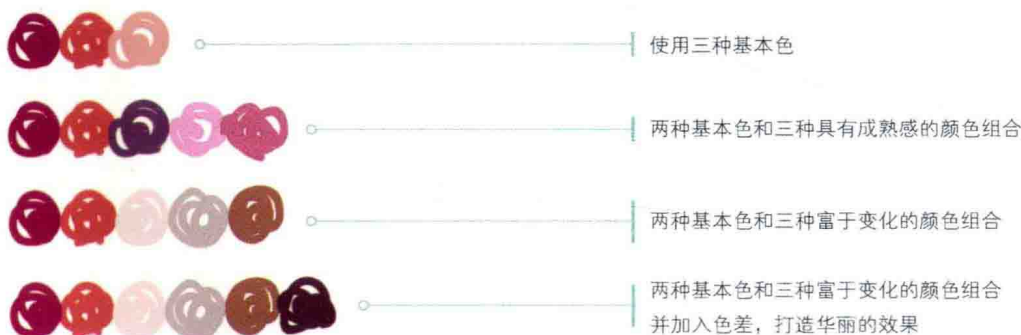 使用三种基本色
两种基本色和三种具有成熟感的颜色组合
两种基本色和三种富于变化的颜色组合
两种基本色和三种富于变化的颜色组合
并加入色差，打造华丽的效果